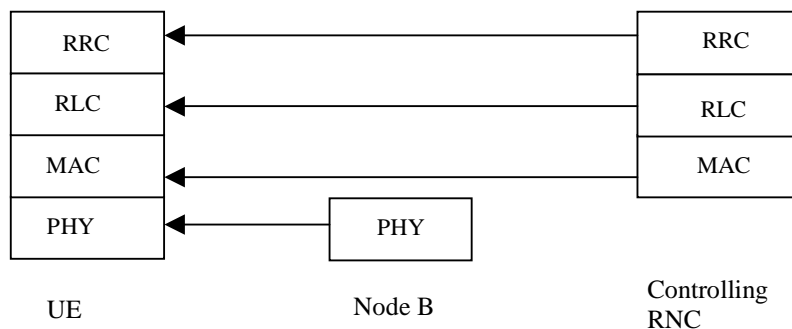 RRC
RRC
RLC
RLC
MAC
MAC
PHY
PHY
UE
Node B
Controlling
RNC